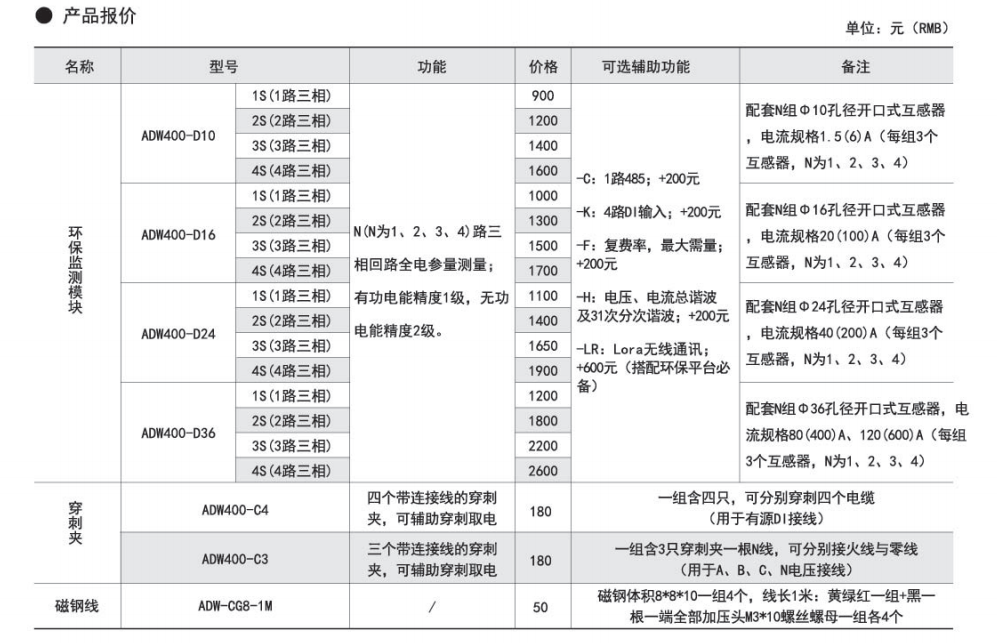 ● 产品报价
单位：元（RMB）
名称 型号 功能 价格 可选辅助功能 备注
环保监测模块
ADW400-D10
1S(1路三相) 900
2S(2路三相) 1200
3S(3路三相) 1400
4S(4路三相) 1600
配套N组Φ10孔径开口式互感器
，电流规格1.5(6)A（每组3个
互感器，N为1、2、3、4）
ADW400-D16
1S(1路三相) 1000
2S(2路三相) 1300
3S(3路三相) 1500
4S(4路三相) 1700
配套N组Φ16孔径开口式互感器
，电流规格20(100)A（每组3个
互感器，N为1、2、3、4）
ADW400-D24
1S(1路三相) 1100
2S(2路三相) 1400
3S(3路三相) 1650
4S(4路三相) 1900
配套N组Φ24孔径开口式互感器
，电流规格40(200)A（每组3个
互感器，N为1、2、3、4）
ADW400-D36
1S(1路三相) 1200
2S(2路三相) 1800
3S(3路三相) 2200
4S(4路三相) 2600
配套N组Φ36孔径开口式互感器，电
流规格80(400)A、120(600)A（每组
3个互感器，N为1、2、3、4）
N(N为1、2、3、4)路三
相回路全电参量测量；
有功电能精度1级，无功
电能精度2级。
-C：1路485；+200元
-K：4路DI输入；+200元
-F：复费率，最大需量；
+200元
-H：电压、电流总谐波
及31次分次谐波；+200元
-LR：Lora无线通讯；
+600元（搭配环保平台必
备）
穿刺夹
ADW400-C4
四个带连接线的穿刺
夹，可辅助穿刺取电
180
一组含四只，可分别穿刺四个电缆
（用于有源DI接线）
ADW400-C3
三个带连接线的穿刺
夹，可辅助穿刺取电
180
一组含3只穿刺夹一根N线，可分别接火线与零线
（用于A、B、C、N电压接线）
磁钢线 ADW-CG8-1M / 50
磁钢体积8*8*10一组4个，线长1米：黄绿红一组+黑一
根一端全部加压头M3*10螺丝螺母一组各4个